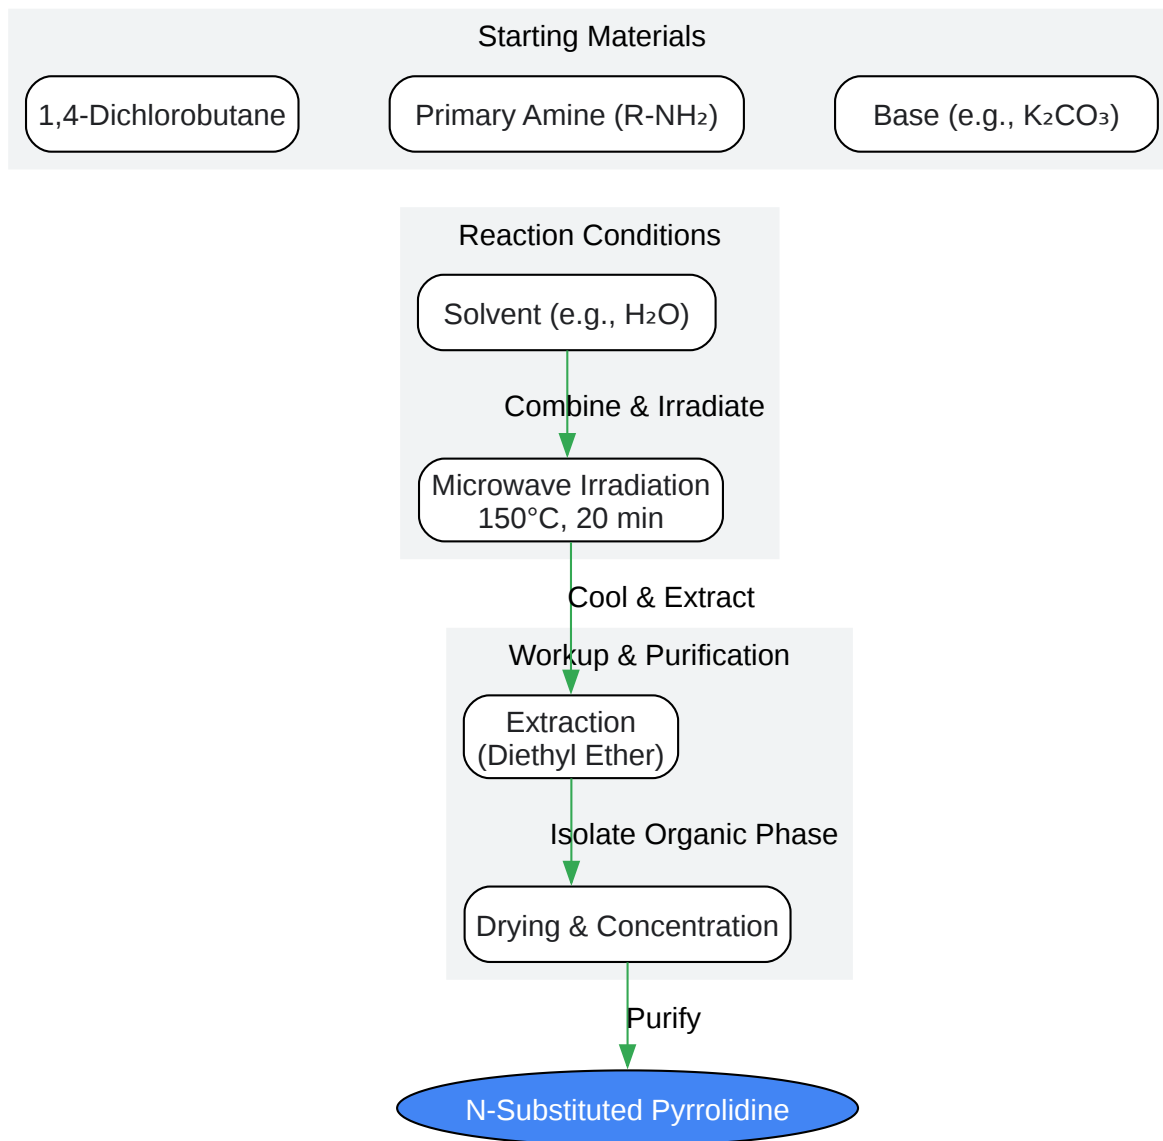 Starting Materials
1,4-Dichlorobutane
Primary Amine (R-NH₂)
Base (e.g., K₂CO₃)
Reaction Conditions
Solvent (e.g., H₂O)
Combine & Irradiate
Microwave Irradiation
150°C, 20 min
Cool & Extract
Workup & Purification
Extraction
(Diethyl Ether)
Isolate Organic Phase
Drying & Concentration
Purify
N-Substituted Pyrrolidine